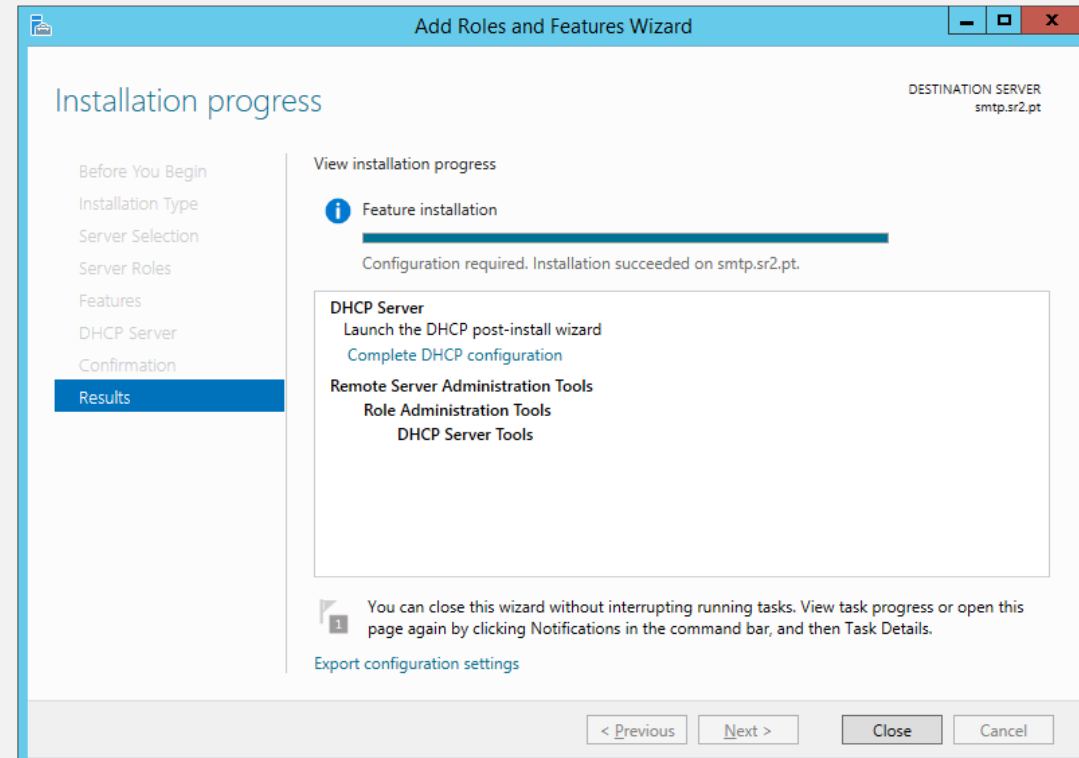 Add Roles and Features Wizard
Installation progress
DESTINATION SERVER
smtp.sr2.pt
Before You Begin
Installation Type
Server Selection
Server Roles
Features
DHCP Server
Confirmation
Results
View installation progress
Feature installation
Configuration required. Installation succeeded on smtp.sr2.pt.
DHCP Server
Launch the DHCP post-install wizard
Complete DHCP configuration
Remote Server Administration Tools
Role Administration Tools
DHCP Server Tools
1
You can close this wizard without interrupting running tasks. View task progress or open this
page again by clicking Notifications in the command bar, and then Task Details.
Export configuration settings
< Previous
Next >
Close
Cancel